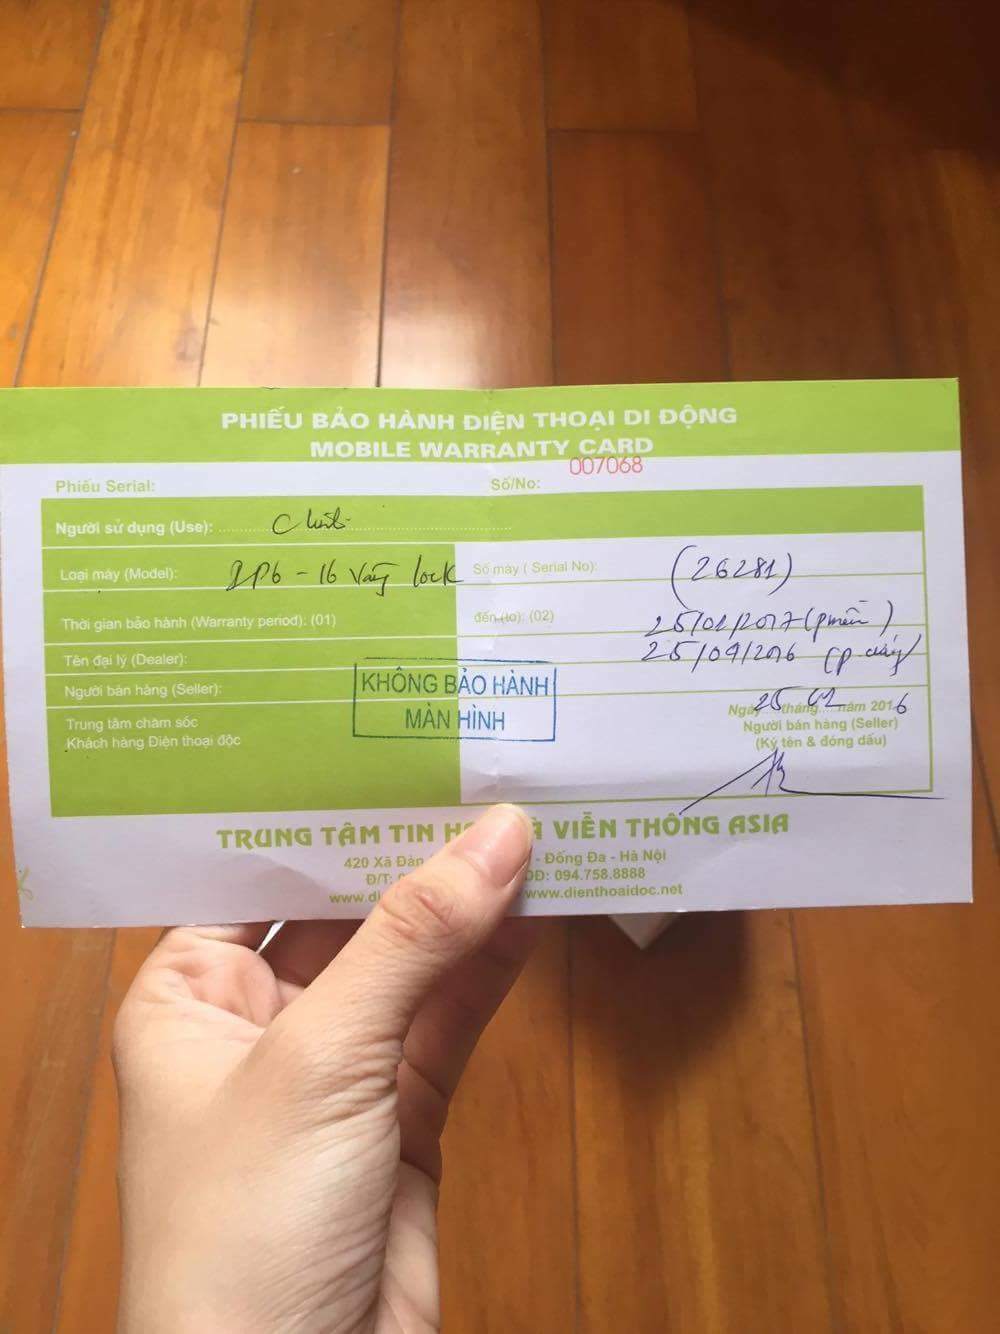 PHIẾU BẢO HÀNH ĐIỆN THOẠI DI ĐỘNG
MOBILE WARRANTY CARD
007068
Phiếu Serial: Số/No:
Người sử dụng (Use):
Loại máy (Model): IP6 - 16 Vàng lock Số máy ( Serial No): (26281)
Thời gian bảo hành (Warranty period): (01) đến (to): (02) 25/01/2017 (pmền)
25/04/2016 (p cứng)
Tên đại lý (Dealer):
Người bán hàng (Seller):
KHÔNG BẢO HÀNH
MÀN HÌNH
Trung tâm chăm sóc
Khách hàng Điện thoại độc
Ngày 25 tháng 01 năm 2016
Người bán hàng (Seller)
(Ký tên & đóng dấu)
TRUNG TÂM TIN VIỄN THÔNG ASIA
420 Xã Đàn - Đống Đa - Hà Nội
Đ/T: 094.758.8888
www.dienthoaidoc.net